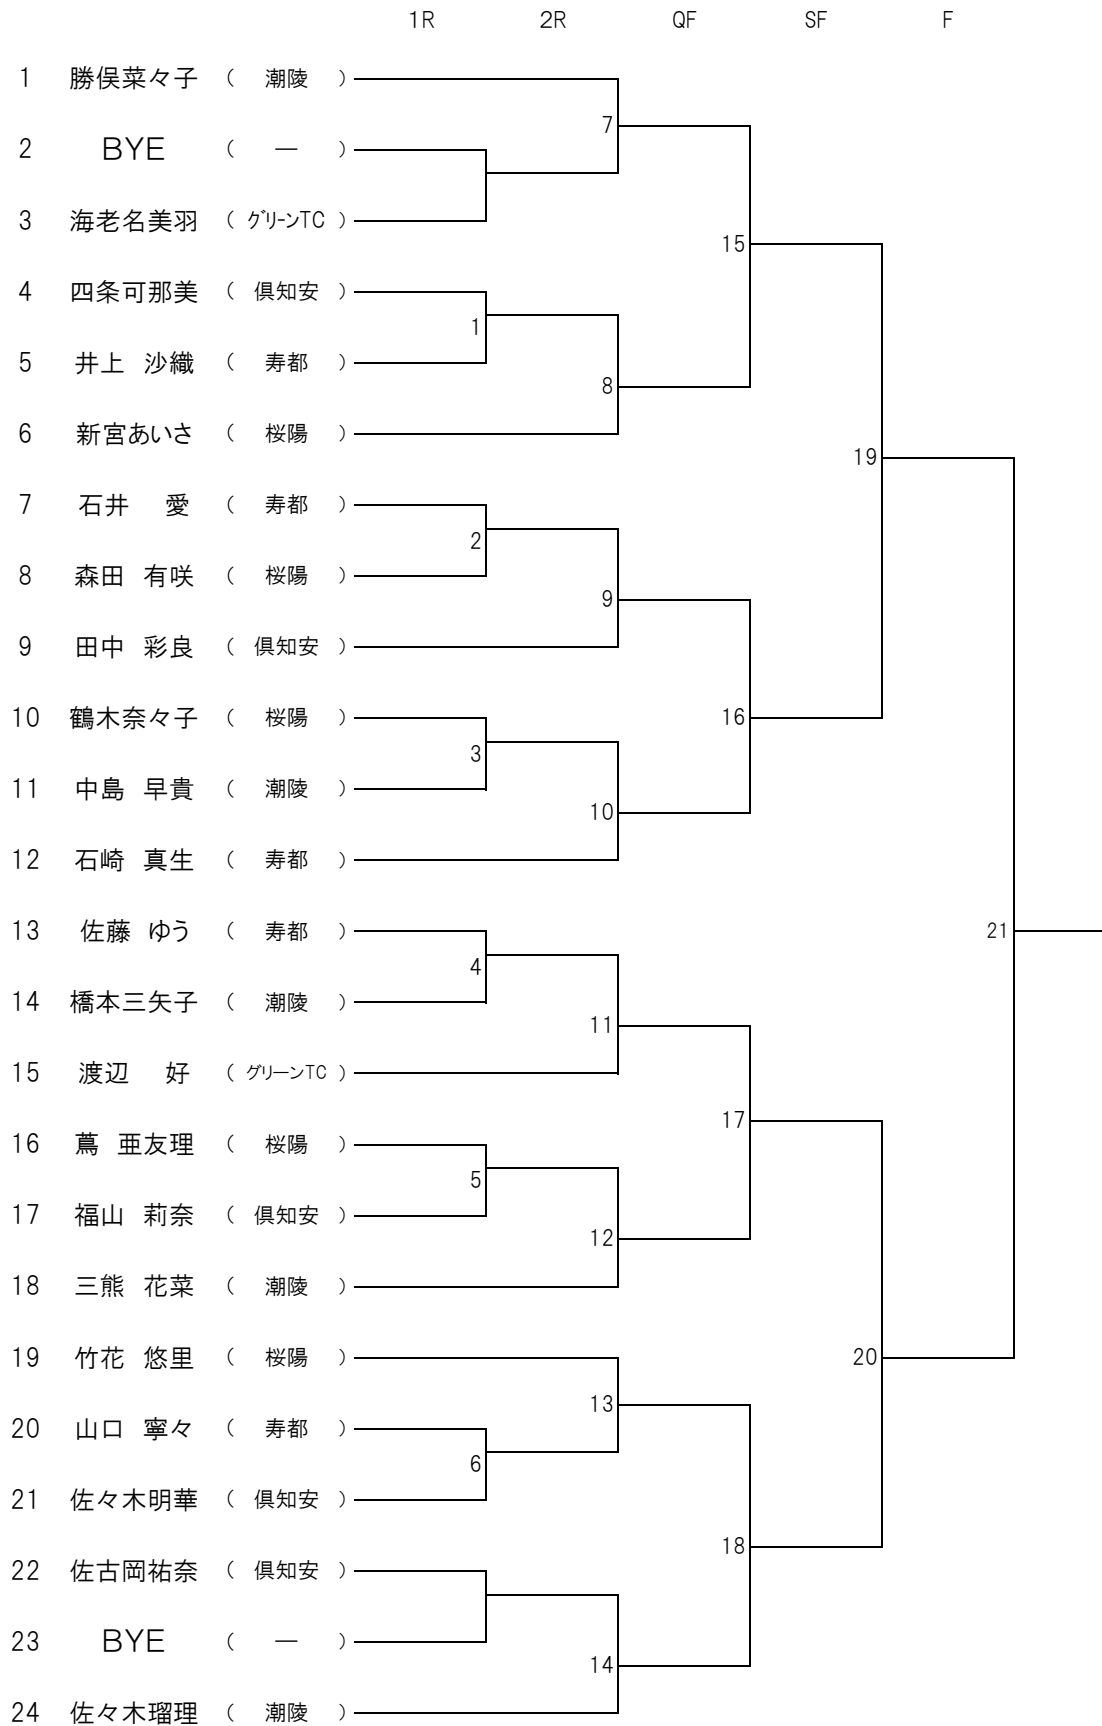 1R 2R QF SF F
1 勝俣菜々子 ( 潮陵 )
7
2 BYE ( ― )
3 海老名美羽 ( グリーンTC )
15
4 四条可那美 ( 倶知安 )
1
5 井上 沙織 ( 寿都 )
8
6 新宮あいさ ( 桜陽 )
19
7 石井 愛 ( 寿都 )
2
8 森田 有咲 ( 桜陽 )
9
9 田中 彩良 ( 倶知安 )
10 鶴木奈々子 ( 桜陽 )
16
3
11 中島 早貴 ( 潮陵 )
10
12 石崎 真生 ( 寿都 )
13 佐藤 ゆう ( 寿都 )
21
4
14 橋本三矢子 ( 潮陵 )
11
15 渡辺 好 ( グリーンTC )
17
16 蔦 亜友理 ( 桜陽 )
5
17 福山 莉奈 ( 倶知安 )
12
18 三熊 花菜 ( 潮陵 )
19 竹花 悠里 ( 桜陽 )
20
13
20 山口 寧々 ( 寿都 )
6
21 佐々木明華 ( 倶知安 )
18
22 佐古岡祐奈 ( 倶知安 )
23 BYE ( ― )
14
24 佐々木瑠理 ( 潮陵 )